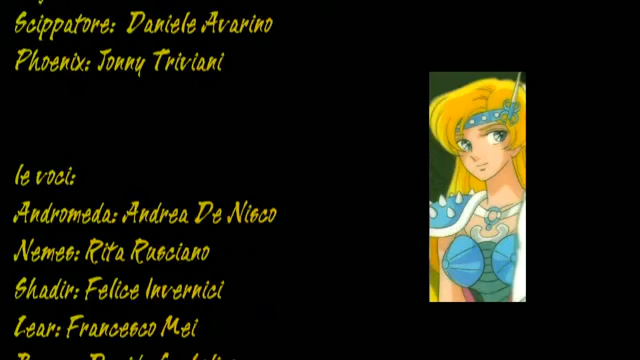 Scippatore: Daniele Avarino
Phoenix: Jonny Triviani
le voci:
Andromeda: Andrea De Nisco
Nemes: Rita Rusciano
Shadir: Felice Invernici
Lear: Francesco Mei